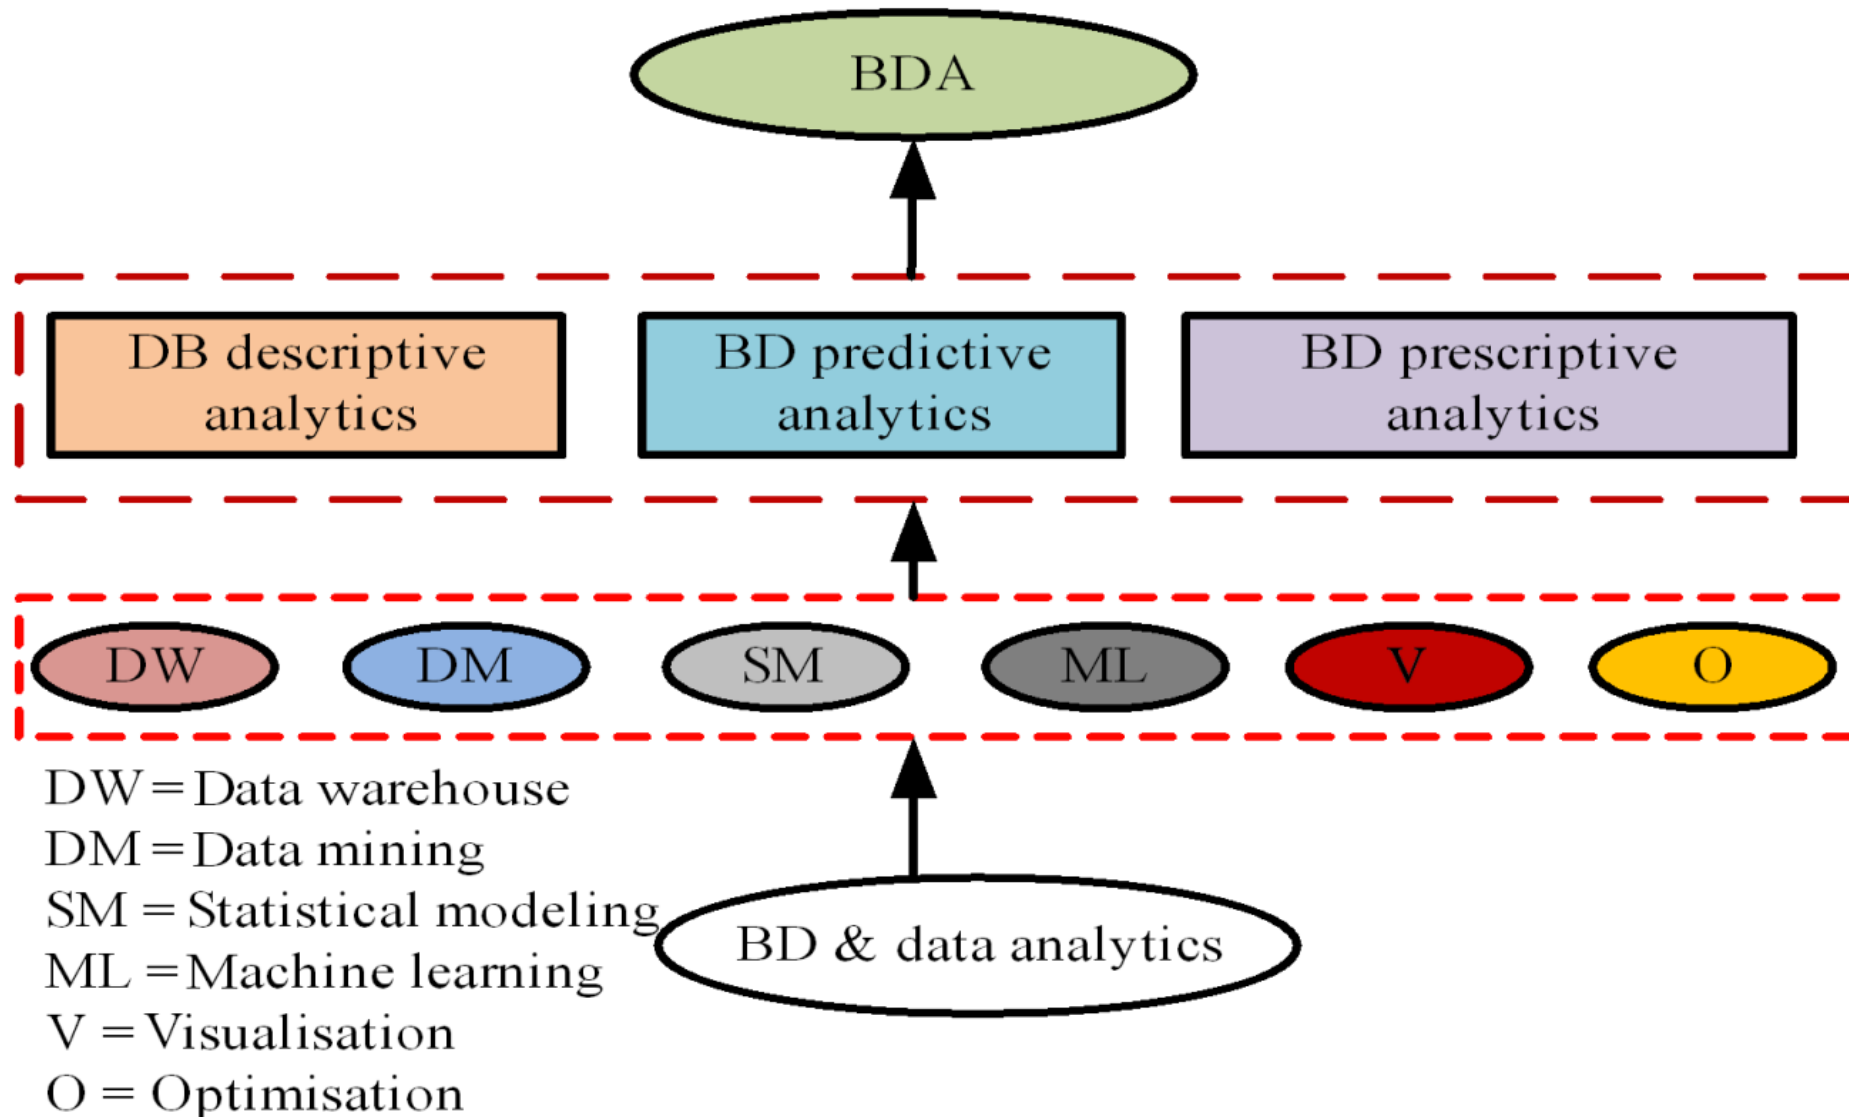 BDA
DB descriptive
analytics
BD predictive
analytics
BD prescriptive
analytics
DW
DM
SM
ML
V
O
DW = Data warehouse
DM = Data mining
SM = Statistical modeling
ML = Machine learning
V = Visualisation
O = Optimisation
BD & data analytics